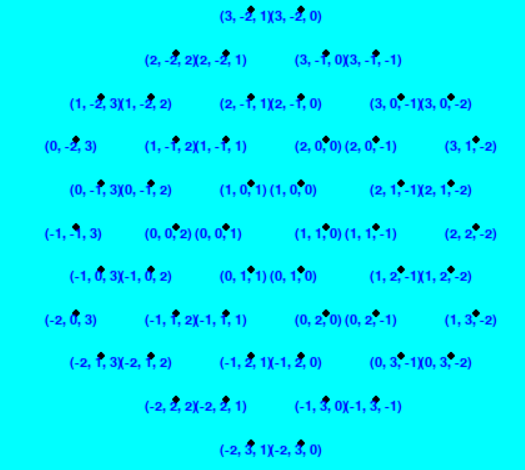 (3, -2, 1)(3, -2, 0)
(2, -2, 2)(2, -2, 1) (3, -1, 0)(3, -1, -1)
(1, -2, 3)(1, -2, 2) (2, -1, 1)(2, -1, 0) (3, 0, -1)(3, 0, -2)
(0, -2, 3) (1, -1, 2)(1, -1, 1) (2, 0, 0) (2, 0, -1) (3, 1, -2)
(0, -1, 3)(0, -1, 2) (1, 0, 1) (1, 0, 0) (2, 1, -1)(2, 1, -2)
(-1, -1, 3) (0, 0, 2) (0, 0, 1) (1, 1, 0) (1, 1, -1) (2, 2, -2)
(-1, 0, 3)(-1, 0, 2) (0, 1, 1) (0, 1, 0) (1, 2, -1)(1, 2, -2)
(-2, 0, 3) (-1, 1, 2)(-1, 1, 1) (0, 2, 0) (0, 2, -1) (1, 3, -2)
(-2, 1, 3)(-2, 1, 2) (-1, 2, 1)(-1, 2, 0) (0, 3, -1)(0, 3, -2)
(-2, 2, 2)(-2, 2, 1) (-1, 3, 0)(-1, 3, -1)
(-2, 3, 1)(-2, 3, 0)